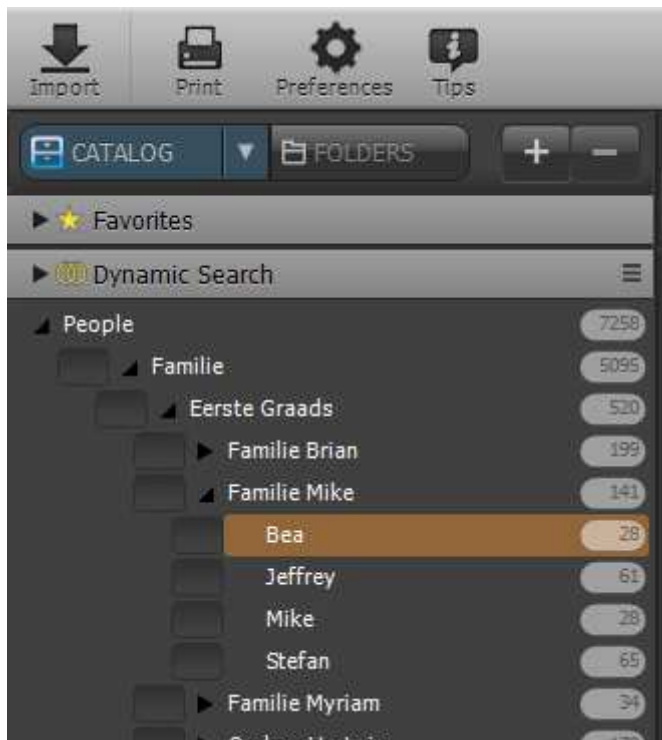 Import Print Preferences Tips
CATALOG FOLDERS
Favorites
Dynamic Search
People 7258
Familie 5095
Eerste Graads 520
Familie Brian 199
Familie Mike 141
Bea 28
Jeffrey 61
Mike 28
Stefan 65
Familie Myriam 34